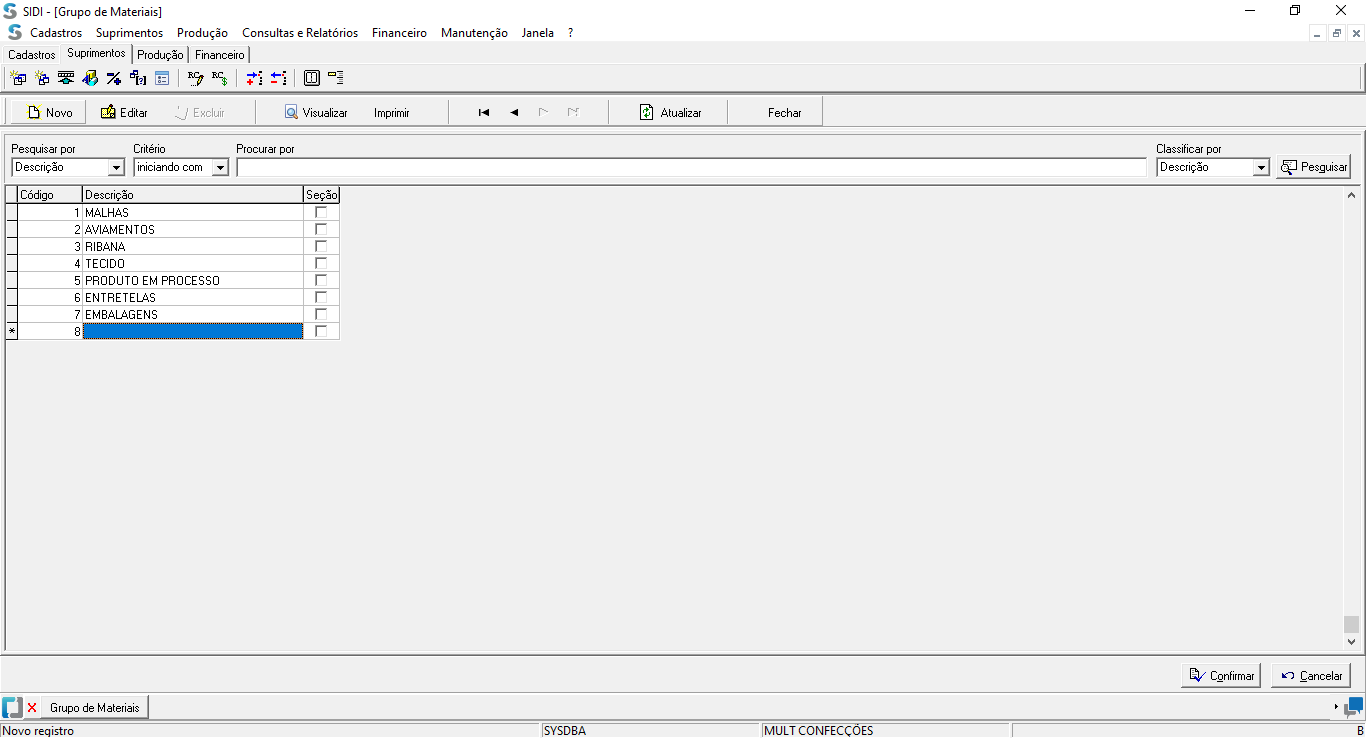 SIDI - [Grupo de Materiais]
Cadastros Suprimentos Produção Consultas e Relatórios Financeiro Manutenção Janela ?
Cadastros Suprimentos Produção Financeiro
Novo Editar Excluir Visualizar Imprimir Atualizar Fechar
Pesquisar por Critério Procurar por Classificar por
Descrição iniciando com Descrição Pesquisar
Código Descrição Seção
1 MALHAS
2 AVIAMENTOS
3 RIBANA
4 TECIDO
5 PRODUTO EM PROCESSO
6 ENTRETELAS
7 EMBALAGENS
* 8
Confirmar Cancelar
Grupo de Materiais
Novo registro SYSDBA MULT CONFECÇÕES B